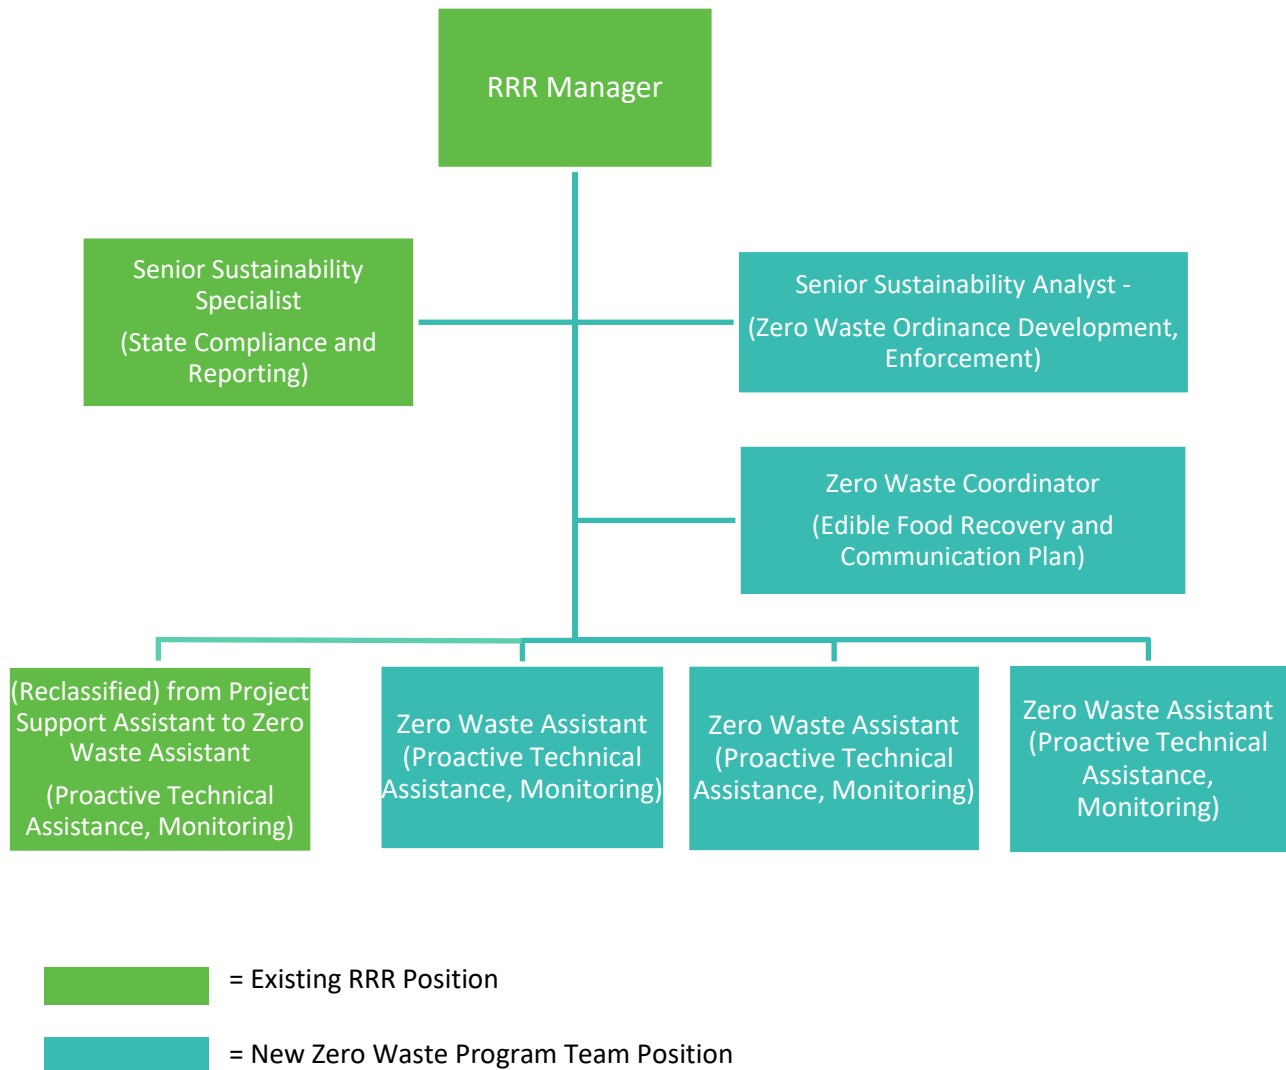 RRR Manager
Senior Sustainability
Specialist
(State Compliance and
Reporting)
Senior Sustainability Analyst -
(Zero Waste Ordinance Development,
Enforcement)
Zero Waste Coordinator
(Edible Food Recovery and
Communication Plan)
(Reclassified) from Project
Support Assistant to Zero
Waste Assistant
(Proactive Technical
Assistance, Monitoring)
Zero Waste Assistant
(Proactive Technical
Assistance, Monitoring)
Zero Waste Assistant
(Proactive Technical
Assistance, Monitoring)
Zero Waste Assistant
(Proactive Technical
Assistance,
Monitoring)
= Existing RRR Position
= New Zero Waste Program Team Position